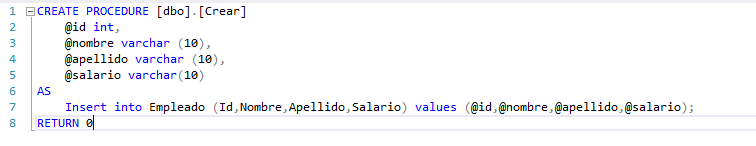 1 CREATE PROCEDURE [dbo].[Crear]
2 @id int,
3 @nombre varchar (10),
4 @apellido varchar (10),
5 @salario varchar(10)
6 AS
7 Insert into Empleado (Id,Nombre,Apellido,Salario) values (@id,@nombre,@apellido,@salario);
8 RETURN 0